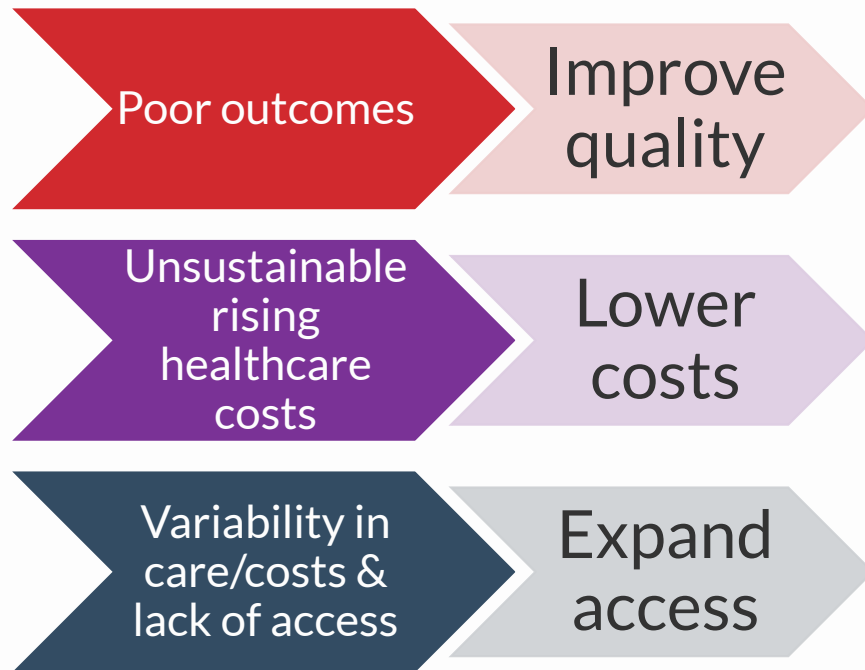 Poor outcomes
Improve
quality
Unsustainable
rising
healthcare
costs
Lower
costs
Variability in
care/costs &
lack of access
Expand
access